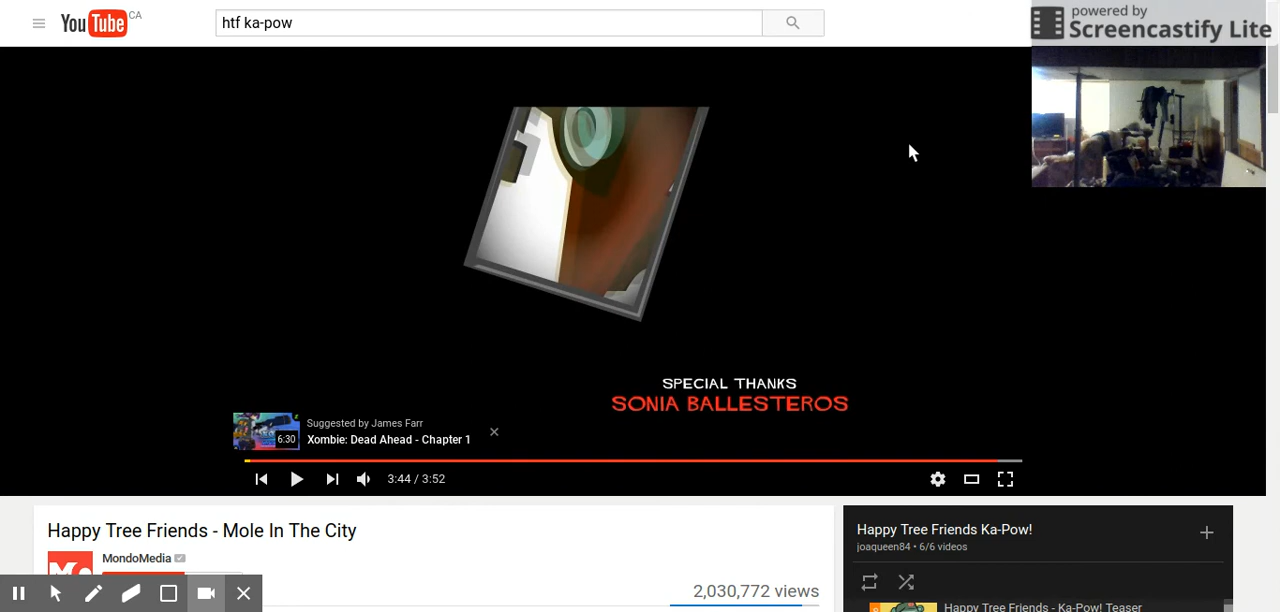 YouTube CA
htf ka-pow
powered by
Screencastify Lite
SPECIAL THANKS
SONIA BALLESTEROS
Suggested by James Farr
6:30
Xombie: Dead Ahead - Chapter 1
3:44 / 3:52
Happy Tree Friends - Mole In The City
MondoMedia
2,030,772 views
Happy Tree Friends Ka-Pow!
joaqueen84 • 6/6 videos
Happy Tree Friends - Ka-Pow! Teaser